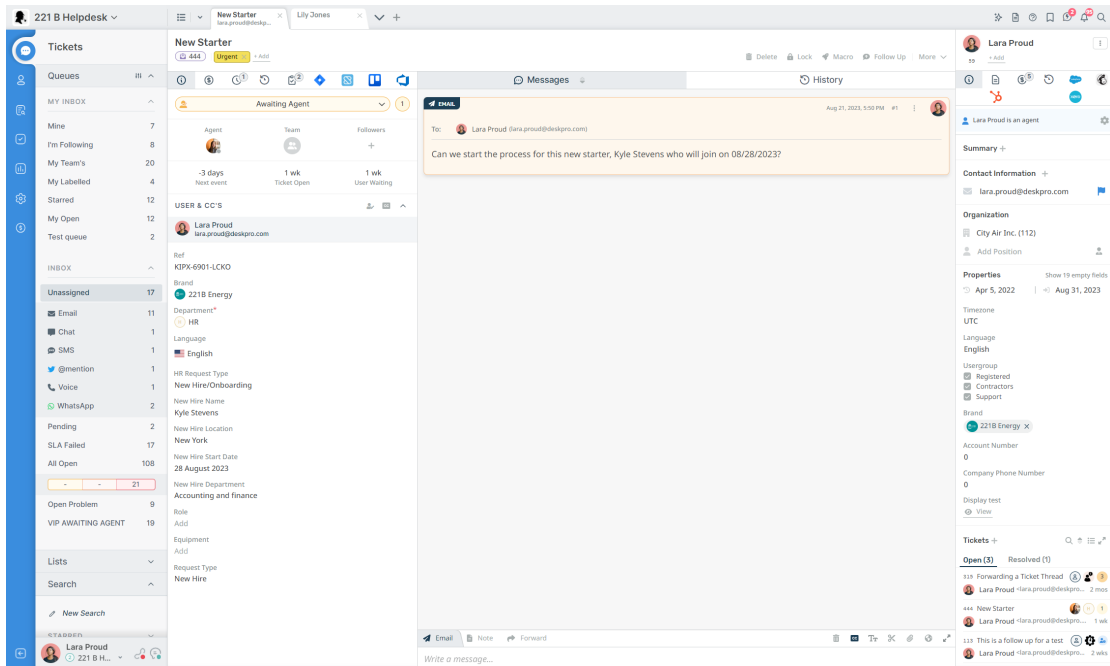 221 B Helpdesk
New Starter
lara.proud@deskp...
Lily Jones
Tickets
Queues
MY INBOX
Mine 7
I'm Following 8
My Team's 20
My Labelled 4
Starred 12
My Open 12
Test queue 2
INBOX
Unassigned 17
Email 11
Chat 1
SMS 1
@mention 1
Voice 1
WhatsApp 2
Pending 2
SLA Failed 17
All Open 108
- - 21
Open Problem 9
VIP AWAITING AGENT 19
Lists
Search
New Search
STARRED
Lara Proud
221 B H...
New Starter
444 Urgent × + Add
Delete Lock Macro Follow Up More
1 2
Awaiting Agent 1
Agent Team Followers
-3 days 1 wk 1 wk
Next event Ticket Open User Waiting
USER & CC'S
Lara Proud
lara.proud@deskpro.com
Ref
KIPX-6901-LCKO
Brand
221B Energy
Department*
HR
Language
English
HR Request Type
New Hire/Onboarding
New Hire Name
Kyle Stevens
New Hire Location
New York
New Hire Start Date
28 August 2023
New Hire Department
Accounting and finance
Role
Add
Equipment
Add
Request Type
New Hire
Messages History
EMAIL
Aug 21, 2023, 5:50 PM #1
To: Lara Proud (lara.proud@deskpro.com)
Can we start the process for this new starter, Kyle Stevens who will join on 08/28/2023?
Email Note Forward
Write a message...
Lara Proud
+ Add
5
Lara Proud is an agent
Summary +
Contact Information +
lara.proud@deskpro.com
Organization
City Air Inc. (112)
Add Position
Properties Show 19 empty fields
Apr 5, 2022 Aug 31, 2023
Timezone
UTC
Language
English
Usergroup
Registered
Contractors
Support
Brand
221B Energy ×
Account Number
0
Company Phone Number
0
Display test
View
Tickets +
Open (3) Resolved (1)
515 Forwarding a Ticket Thread 3
Lara Proud <lara.proud@deskpro... 2 mos
444 New Starter 1
Lara Proud <lara.proud@deskpro... 1 wk
113 This is a follow up for a test
Lara Proud <lara.proud@deskpro... 2 wks